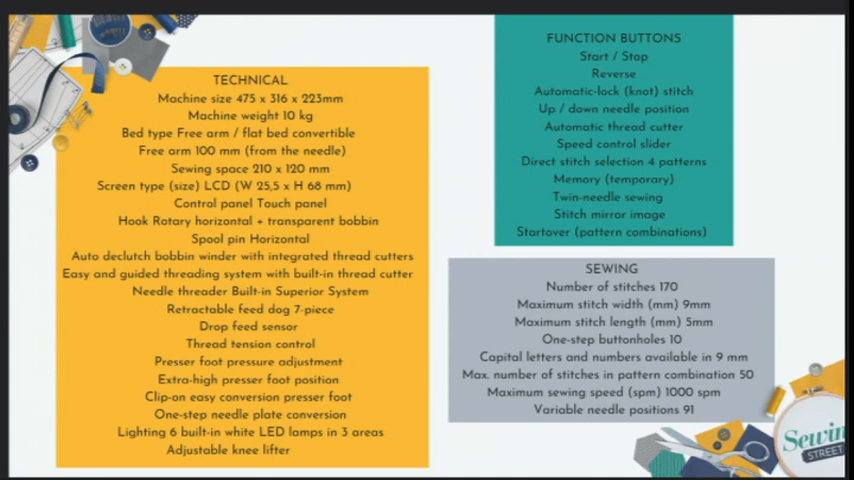 TECHNICAL
Machine size 475 x 316 x 223mm
Machine weight 10 kg
Bed type Free arm / flat bed convertible
Free arm 100 mm (from the needle)
Sewing space 210 x 120 mm
Screen type (size) LCD (W 25,5 x H 68 mm)
Control panel Touch panel
Hook Rotary horizontal + transparent bobbin
Spool pin Horizontal
Auto declutch bobbin winder with integrated thread cutters
Easy and guided threading system with built-in thread cutter
Needle threader Built-in Superior System
Retractable feed dog 7-piece
Drop feed sensor
Thread tension control
Presser foot pressure adjustment
Extra-high presser foot position
Clip-on easy conversion presser foot
One-step needle plate conversion
Lighting 6 built-in white LED lamps in 3 areas
Adjustable knee lifter
FUNCTION BUTTONS
Start / Stop
Reverse
Automatic-lock (knot) stitch
Up / down needle position
Automatic thread cutter
Speed control slider
Direct stitch selection 4 patterns
Memory (temporary)
Twin-needle sewing
Stitch mirror image
Startover (pattern combinations)
SEWING
Number of stitches 170
Maximum stitch width (mm) 9mm
Maximum stitch length (mm) 5mm
One-step buttonholes 10
Capital letters and numbers available in 9 mm
Max. number of stitches in pattern combination 50
Maximum sewing speed (spm) 1000 spm
Variable needle positions 91
Sewin
STREET